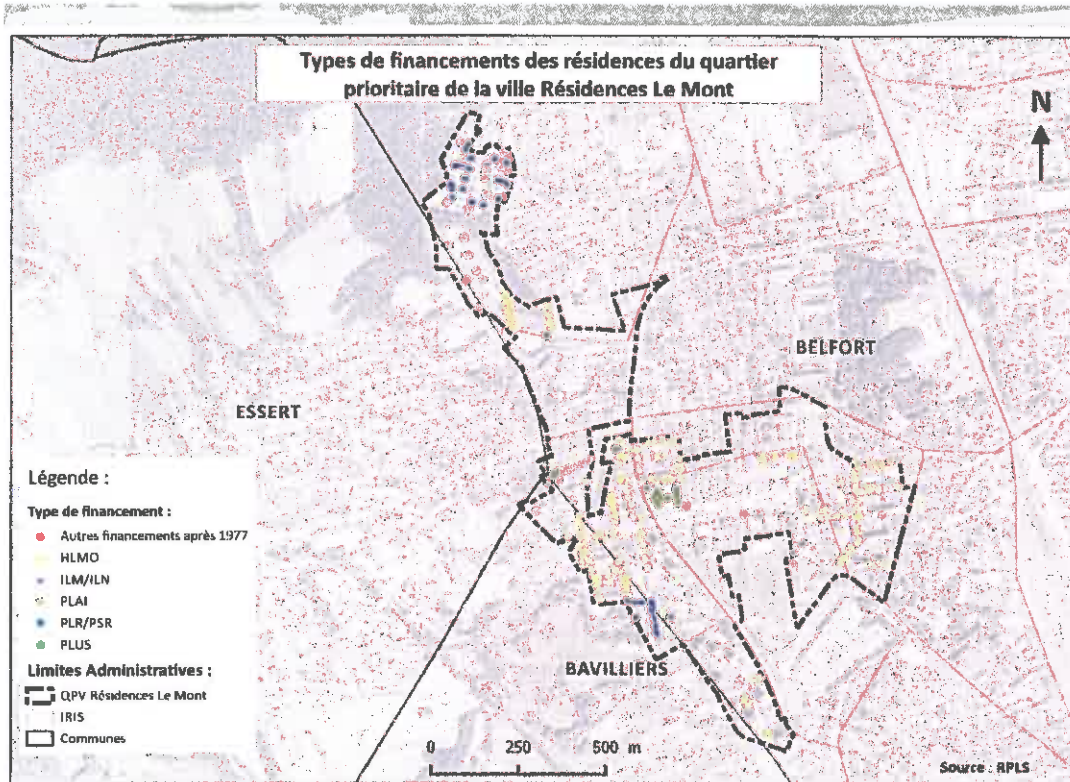 Types de financements des résidences du quartier
prioritaire de la ville Résidences Le Mont
N
BELFORT
ESSERT
BAVILLIERS
Légende :
Type de financement :
Autres financements après 1977
HLMO
ILM/ILN
PLAI
PLR/PSR
PLUS
Limites Administratives :
QPV Résidences Le Mont
IRIS
Communes
0 250 500 m
Source : RPLS